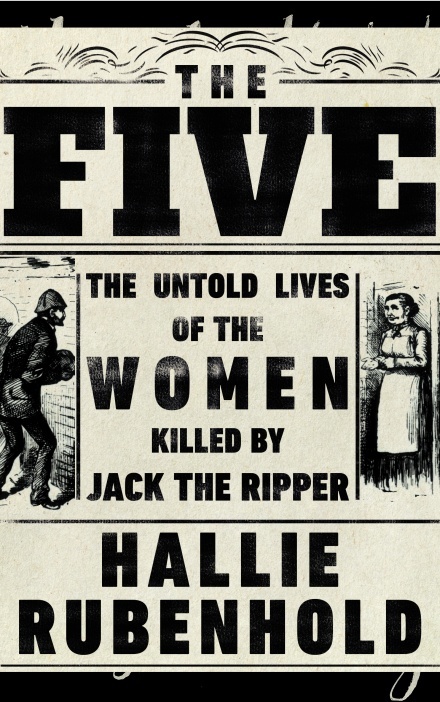 THE
FIVE
THE UNTOLD LIVES
OF THE
WOMEN
KILLED BY
JACK THE RIPPER
HALLIE
RUBENHOLD